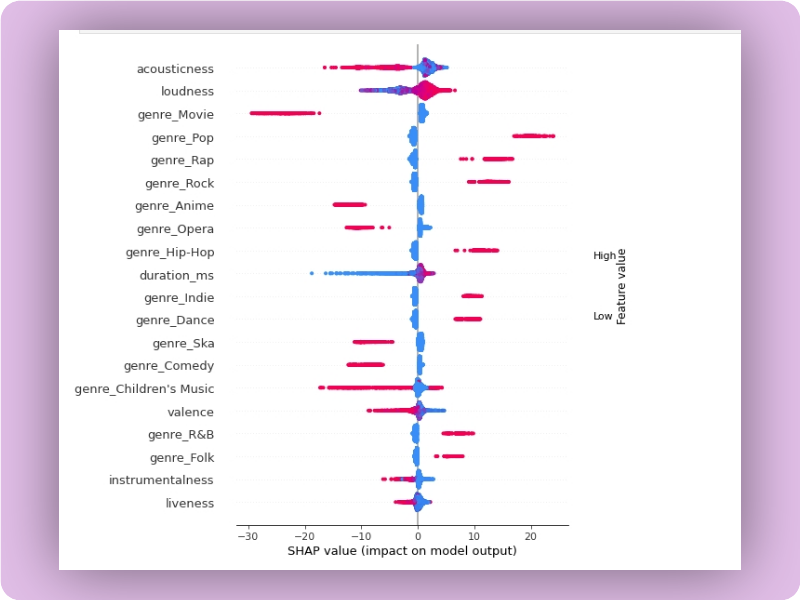 acousticness
loudness
genre_Movie
genre_Pop
genre_Rap
genre_Rock
genre_Anime
genre_Opera
genre_Hip-Hop
duration_ms
genre_Indie
genre_Dance
genre_Ska
genre_Comedy
genre_Children's Music
valence
genre_R&B
genre_Folk
instrumentalness
liveness
−30 −20 −10 0 10 20
SHAP value (impact on model output)
High
Low
Feature value